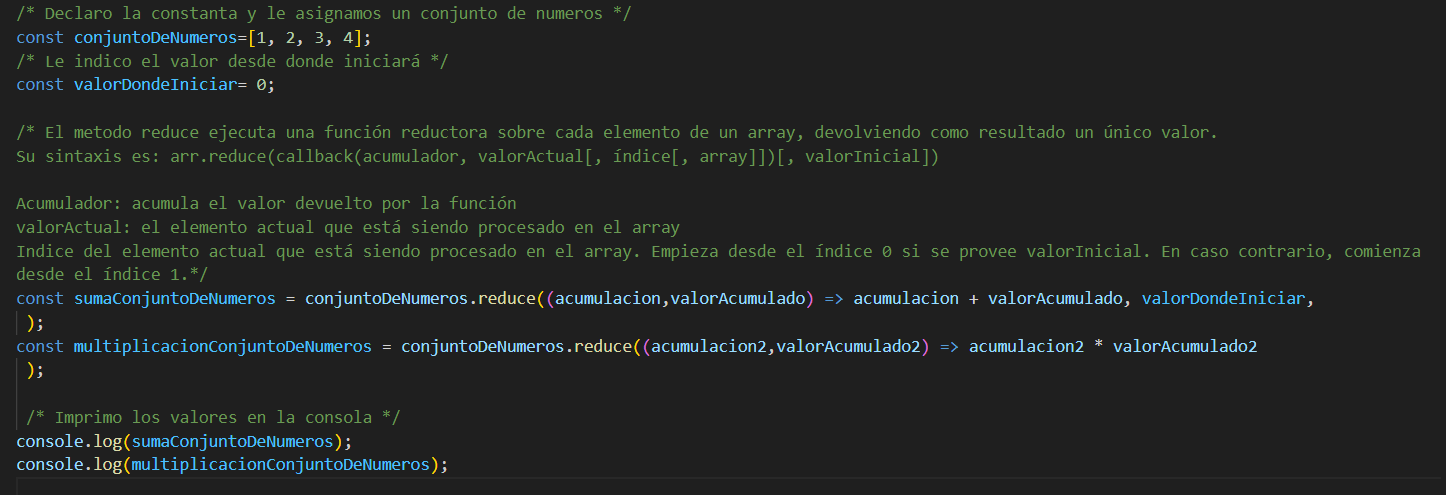 /* Declaro la constanta y le asignamos un conjunto de numeros */
const conjuntoDeNumeros=[1, 2, 3, 4];
/* Le indico el valor desde donde iniciará */
const valorDondeIniciar= 0;

/* El metodo reduce ejecuta una función reductora sobre cada elemento de un array, devolviendo como resultado un único valor.
Su sintaxis es: arr.reduce(callback(acumulador, valorActual[, índice[, array]])[, valorInicial])

Acumulador: acumula el valor devuelto por la función
valorActual: el elemento actual que está siendo procesado en el array
Indice del elemento actual que está siendo procesado en el array. Empieza desde el índice 0 si se provee valorInicial. En caso contrario, comienza
desde el índice 1.*/
const sumaConjuntoDeNumeros = conjuntoDeNumeros.reduce((acumulacion,valorAcumulado) => acumulacion + valorAcumulado, valorDondeIniciar,
 );
const multiplicacionConjuntoDeNumeros = conjuntoDeNumeros.reduce((acumulacion2,valorAcumulado2) => acumulacion2 * valorAcumulado2
 );

 /* Imprimo los valores en la consola */
console.log(sumaConjuntoDeNumeros);
console.log(multiplicacionConjuntoDeNumeros);